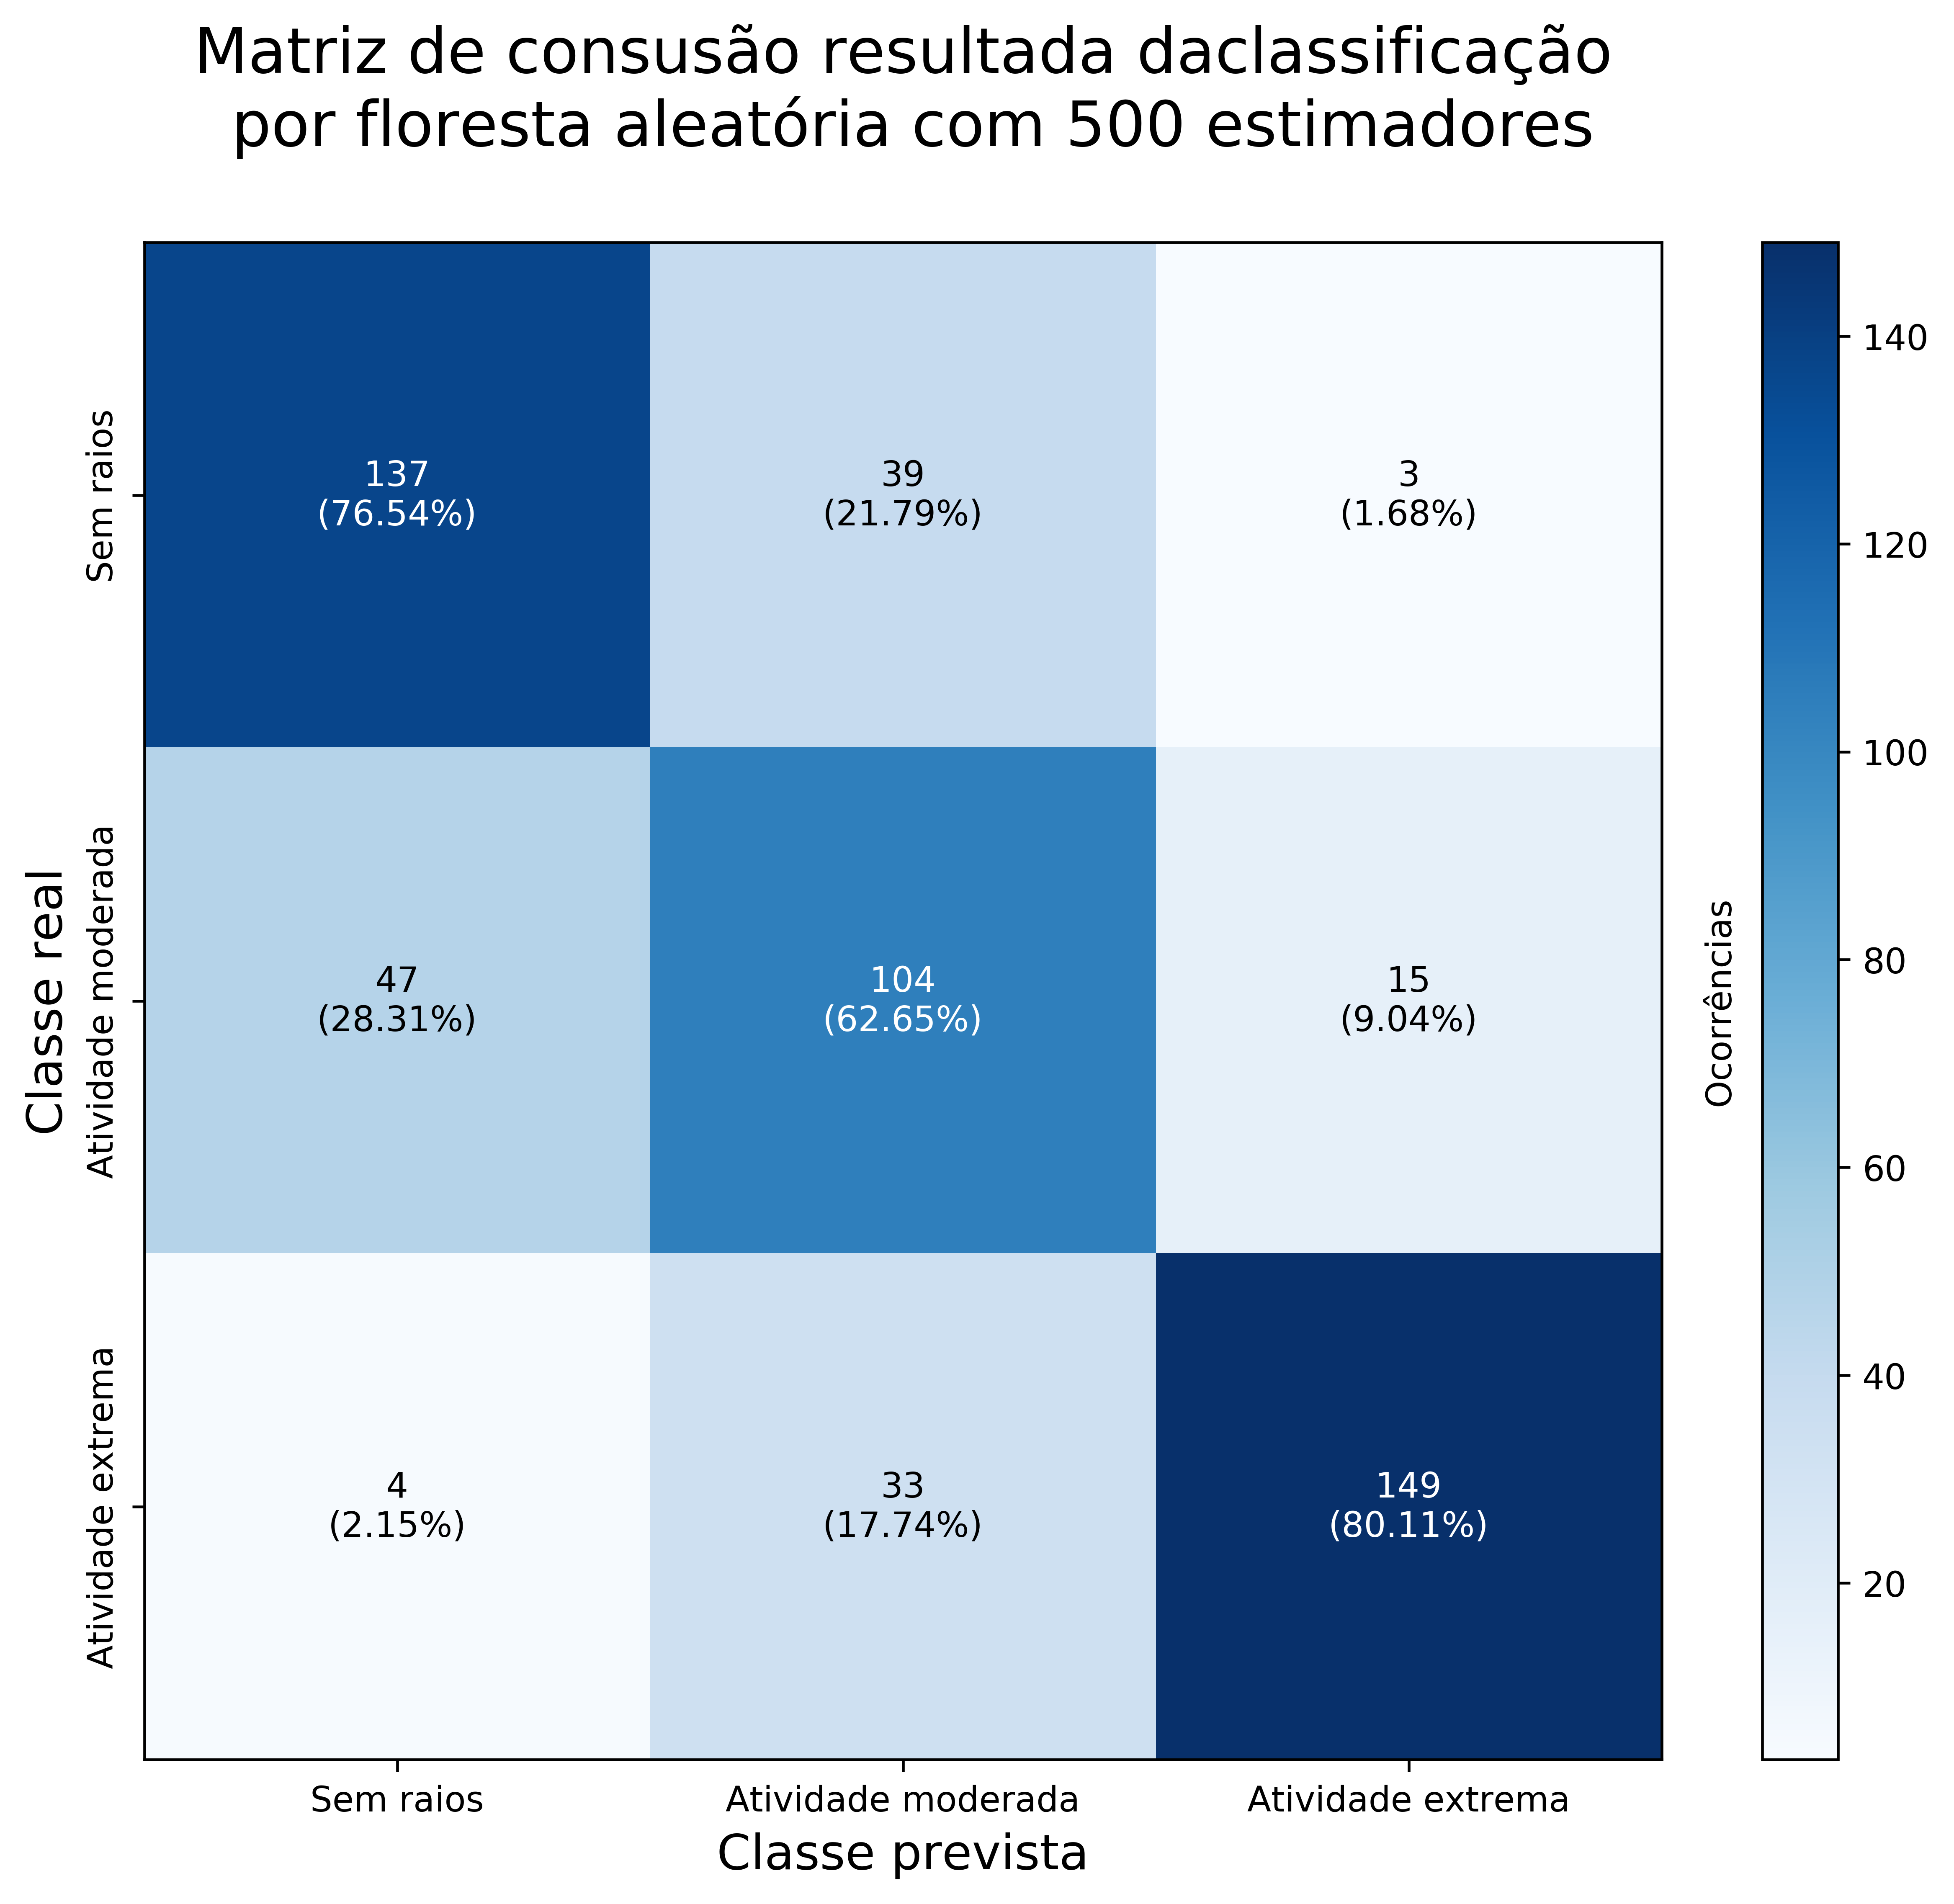 Matriz de consusão resultada daclassificação
por floresta aleatória com 500 estimadores
Classe real
Sem raios
Atividade moderada
Atividade extrema
137
(76.54%)
39
(21.79%)
3
(1.68%)
47
(28.31%)
104
(62.65%)
15
(9.04%)
4
(2.15%)
33
(17.74%)
149
(80.11%)
Sem raios
Atividade moderada
Atividade extrema
Classe prevista
Ocorrências
140
120
100
80
60
40
20